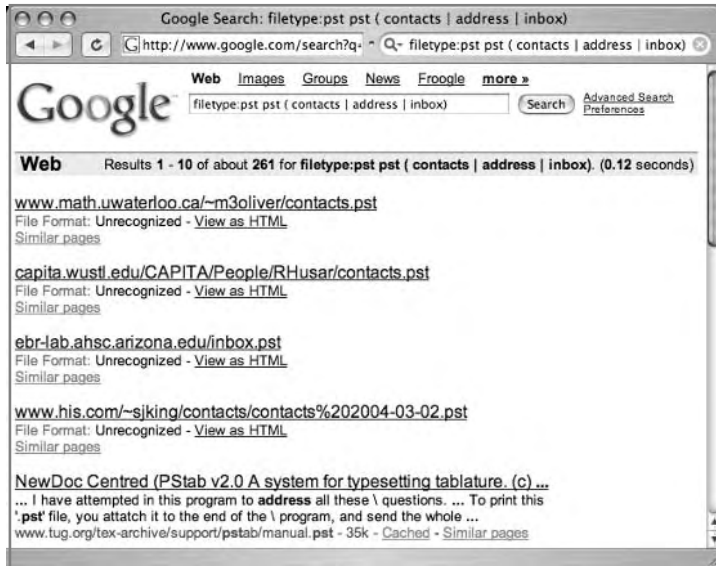 Google Search: filetype:pst pst ( contacts | address | inbox)
http://www.google.com/search?q= filetype:pst pst ( contacts | address | inbox)
Web Images Groups News Froogle more »
Google
filetype:pst pst ( contacts | address | inbox) Search Advanced Search
Preferences
Web Results 1 - 10 of about 261 for filetype:pst pst ( contacts | address | inbox). (0.12 seconds)
www.math.uwaterloo.ca/~m3oliver/contacts.pst
File Format: Unrecognized - View as HTML
Similar pages
capita.wustl.edu/CAPITA/People/RHusar/contacts.pst
File Format: Unrecognized - View as HTML
Similar pages
ebr-lab.ahsc.arizona.edu/inbox.pst
File Format: Unrecognized - View as HTML
Similar pages
www.his.com/~sjking/contacts/contacts%202004-03-02.pst
File Format: Unrecognized - View as HTML
Similar pages
NewDoc Centred (PStab v2.0 A system for typesetting tablature. (c) ...
... I have attempted in this program to address all these \ questions. ... To print this
'.pst' file, you attatch it to the end of the \ program, and send the whole ...
www.tug.org/tex-archive/support/pstab/manual.pst - 35k - Cached - Similar pages